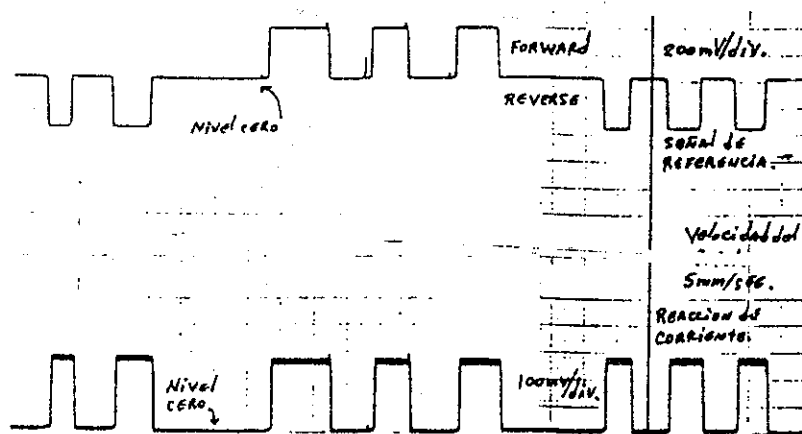 FORWARD
200mV/div.
REVERSE
Nivel CERO
SEÑAL DE
REFERENCIA.
Velocidad del
5mm/SEG.
REACCION de
CORRIENTE.
Nivel
CERO
100mV/
div.